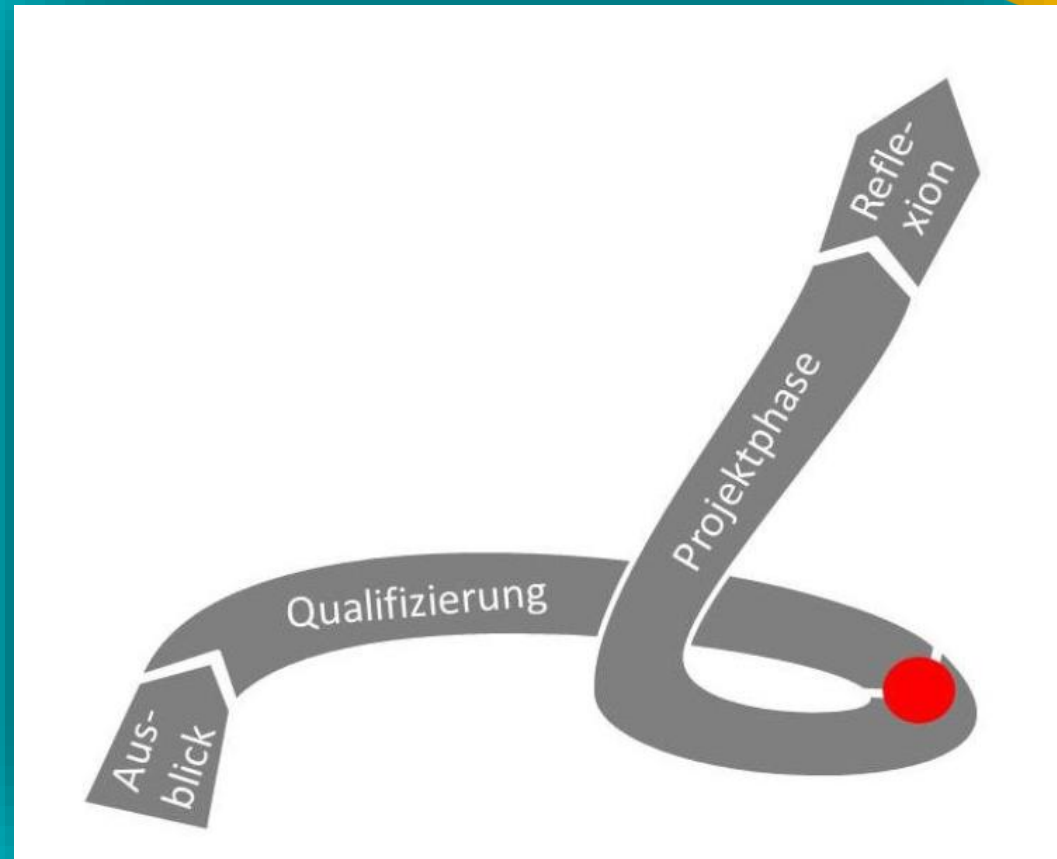 Aus-
blick
Qualifizierung
Projektphase
Refle-
xion